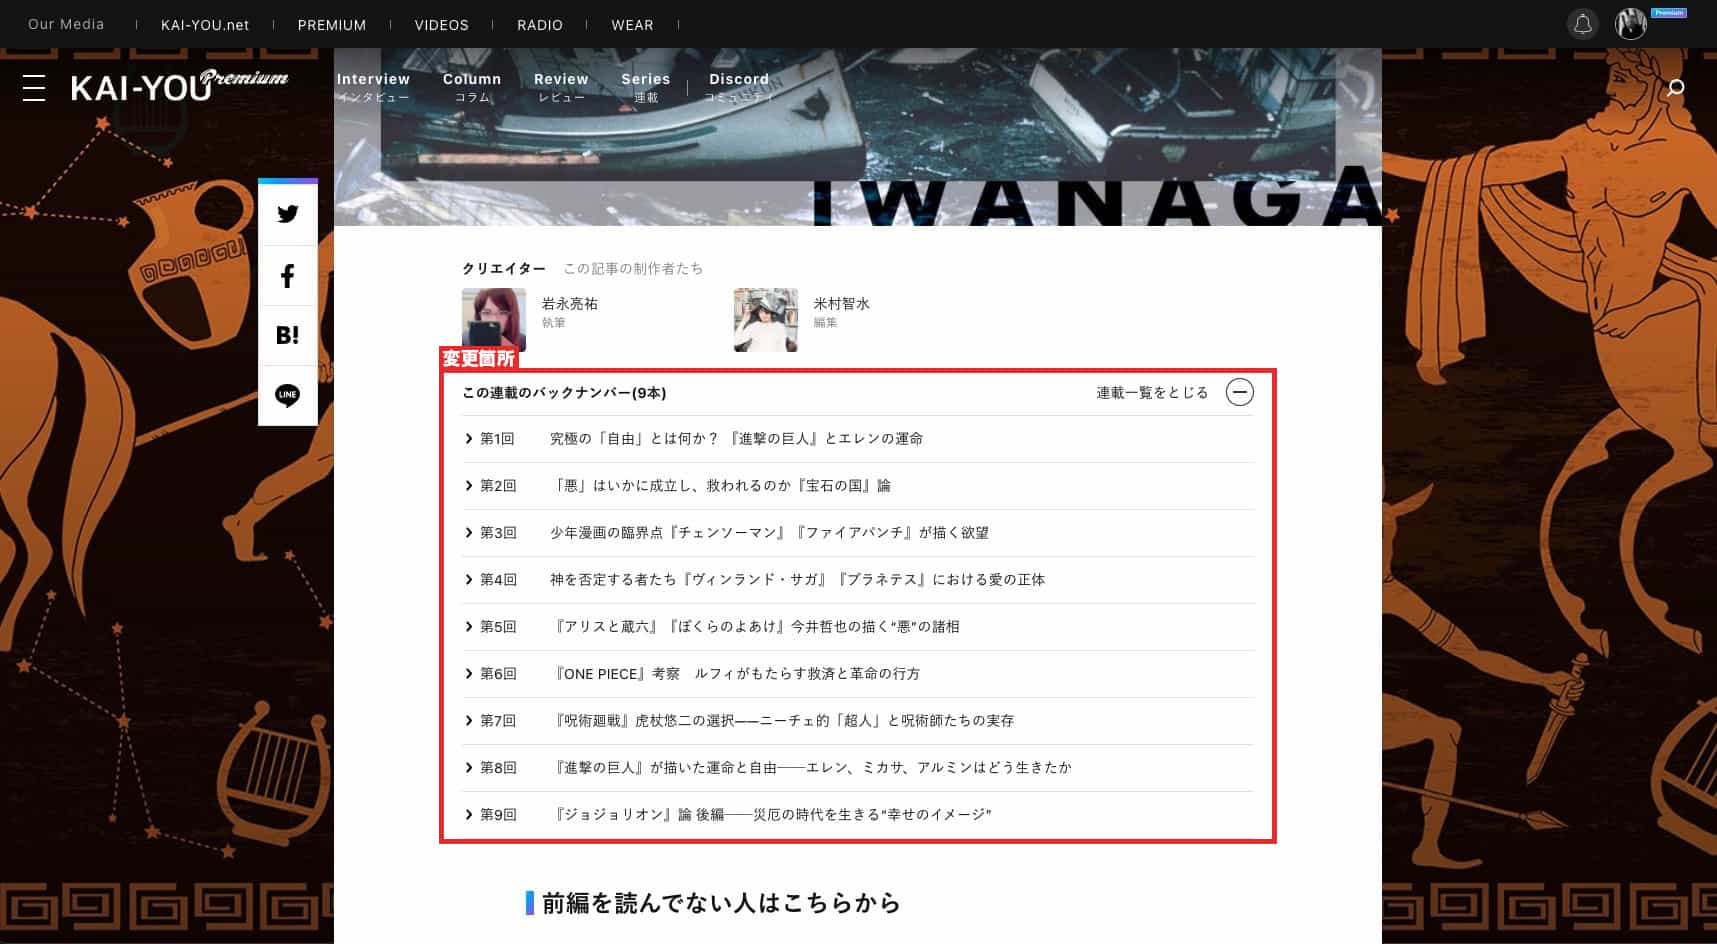 Our Media
KAI-YOU.net
PREMIUM
VIDEOS
RADIO
WEAR
Premium
KAI-YOU Premium
Interview
インタビュー
Column
コラム
Review
レビュー
Series
連載
Discord
コミュニティ
IWANAGA
B!
LINE
クリエイター この記事の制作者たち
岩永亮祐
執筆
米村智水
編集
変更箇所
この連載のバックナンバー(9本) 連載一覧をとじる
第1回 究極の「自由」とは何か？ 『進撃の巨人』とエレンの運命
第2回 「悪」はいかに成立し、救われるのか『宝石の国』論
第3回 少年漫画の臨界点『チェンソーマン』『ファイアパンチ』が描く欲望
第4回 神を否定する者たち『ヴィンランド・サガ』『プラネテス』における愛の正体
第5回 『アリスと蔵六』『ぼくらのよあけ』今井哲也の描く“悪”の諸相
第6回 『ONE PIECE』考察　ルフィがもたらす救済と革命の行方
第7回 『呪術廻戦』虎杖悠二の選択——ニーチェ的「超人」と呪術師たちの実存
第8回 『進撃の巨人』が描いた運命と自由──エレン、ミカサ、アルミンはどう生きたか
第9回 『ジョジョリオン』論 後編──災厄の時代を生きる“幸せのイメージ”
前編を読んでない人はこちらから